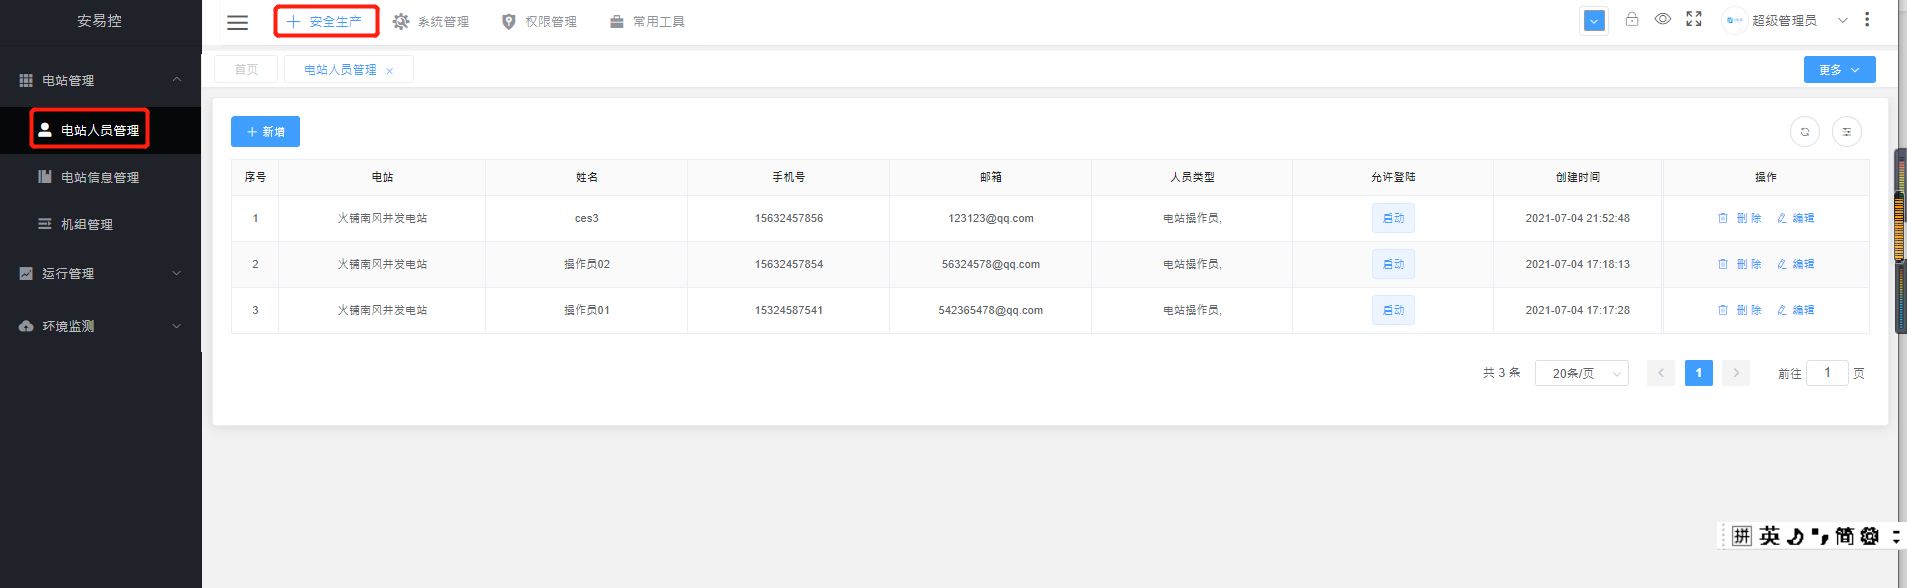 安易控
安全生产 系统管理 权限管理 常用工具 超级管理员
首页 电站人员管理 × 更多
电站管理
电站人员管理
电站信息管理
机组管理
运行管理
环境监测
新增
序号 电站 姓名 手机号 邮箱 人员类型 允许登陆 创建时间 操作
1 火铺南风井发电站 ces3 15632457856 123123@qq.com 电站操作员, 启动 2021-07-04 21:52:48 删 除 编辑
2 火铺南风井发电站 操作员02 15632457854 56324578@qq.com 电站操作员, 启动 2021-07-04 17:18:13 删 除 编辑
3 火铺南风井发电站 操作员01 15324587541 542365478@qq.com 电站操作员, 启动 2021-07-04 17:17:28 删 除 编辑
共 3 条 20条/页 1 前往 1 页
拼 英 简